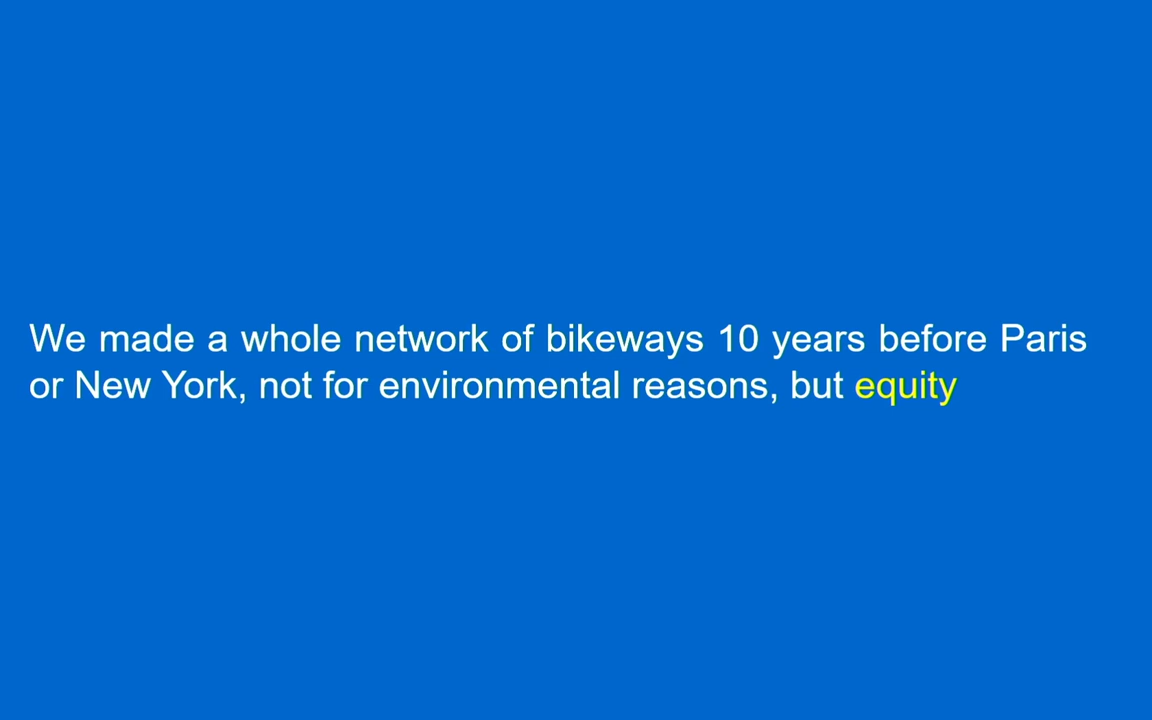 We made a whole network of bikeways 10 years before Paris
or New York, not for environmental reasons, but equity